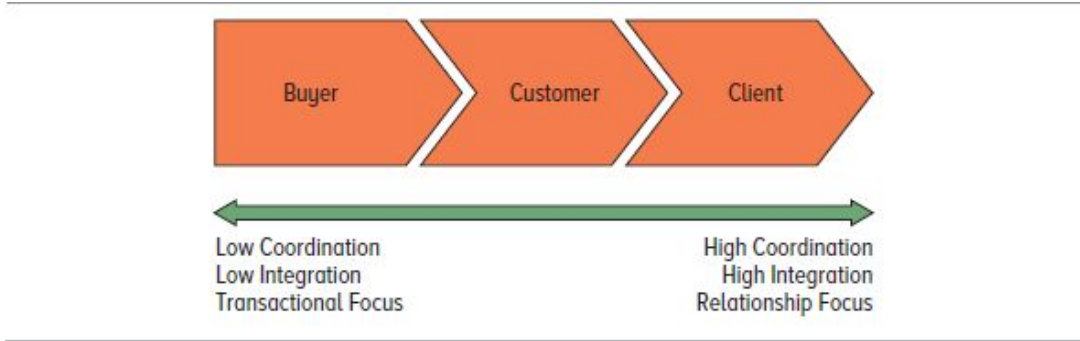 Buyer
Customer
Client
Low Coordination
High Coordination
Low Integration
High Integration
Transactional Focus
Relationship Focus